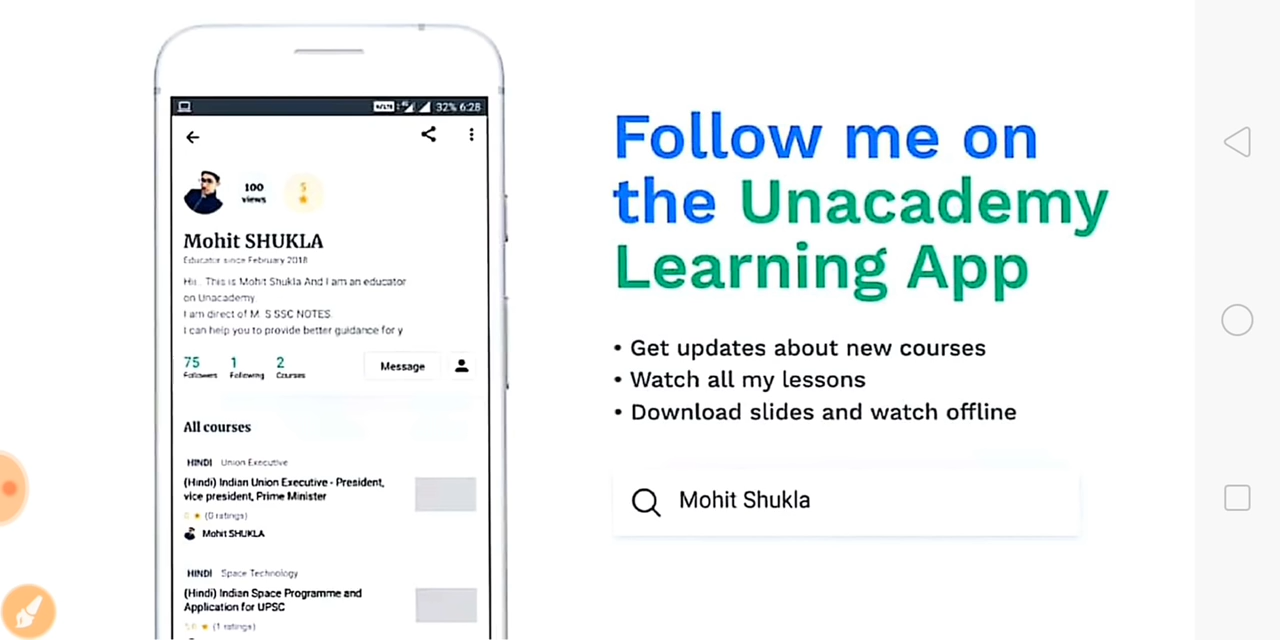 32% 6:28
100
views
5
Mohit SHUKLA
Educator since February 2018
Hii.. This is Mohit Shukla And I am an educator
on Unacademy
I am direct of M. S SSC NOTES.
I can help you to provide better guidance for y
75
Followers
1
Following
2
Courses
Message
All courses
HINDI Union Executive
(Hindi) Indian Union Executive - President,
vice president, Prime Minister
(0 ratings)
Mohit SHUKLA
HINDI Space Technology
(Hindi) Indian Space Programme and
Application for UPSC
(1 ratings)
Follow me on
the Unacademy
Learning App
• Get updates about new courses
• Watch all my lessons
• Download slides and watch offline
Mohit Shukla